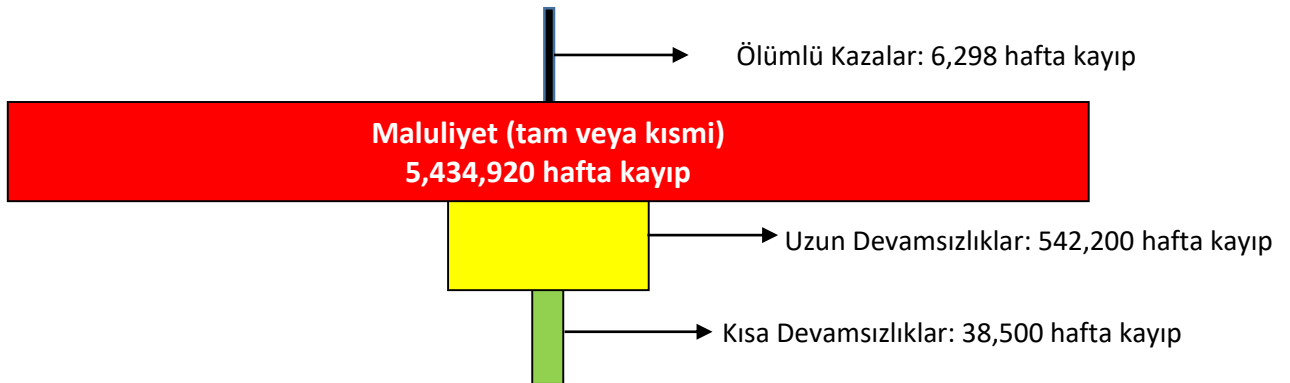 Ölümlü Kazalar: 6,298 hafta kayıp
Maluliyet (tam veya kısmi)
5,434,920 hafta kayıp
Uzun Devamsızlıklar: 542,200 hafta kayıp
Kısa Devamsızlıklar: 38,500 hafta kayıp